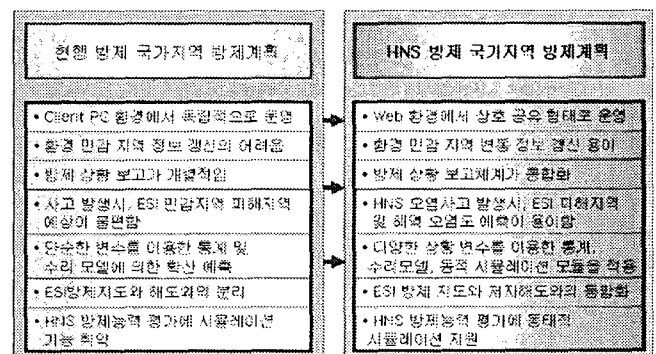 현행 방제 국가지역 방제계획
• Client PC 환경에서 독립적으로 운영
• 환경 민감 지역 정보 갱신의 어려움
• 방제 상황 보고가 개별적임
• 사고 발생시, ESI 민감지역 피해지역
예상이 불편함
• 단순한 변수를 이용한 통계 및
수리 모델에 의한 확산 예측
• ESI방제지도와 해도와의 분리
• HNS 방제능력 평가에 시뮬레이션
기능 취약
HNS 방제 국가지역 방제계획
• Web 환경에서 상호 공유 형태로 운영
• 환경 민감 지역 변동 정보 갱신 용이
• 방제 상황 보고체계가 통합화
• HNS 오염사고 발생시, ESI 피해지역
및 해역 오염도 예측이 용이함
• 다양한 상황 변수를 이용한 통계,
수리모델, 동적 시뮬레이션 모듈을 적용
• ESI 방제 지도와 전자해도와의 통합화
• HNS 방제능력 평가에 동태적
시뮬레이션 지원